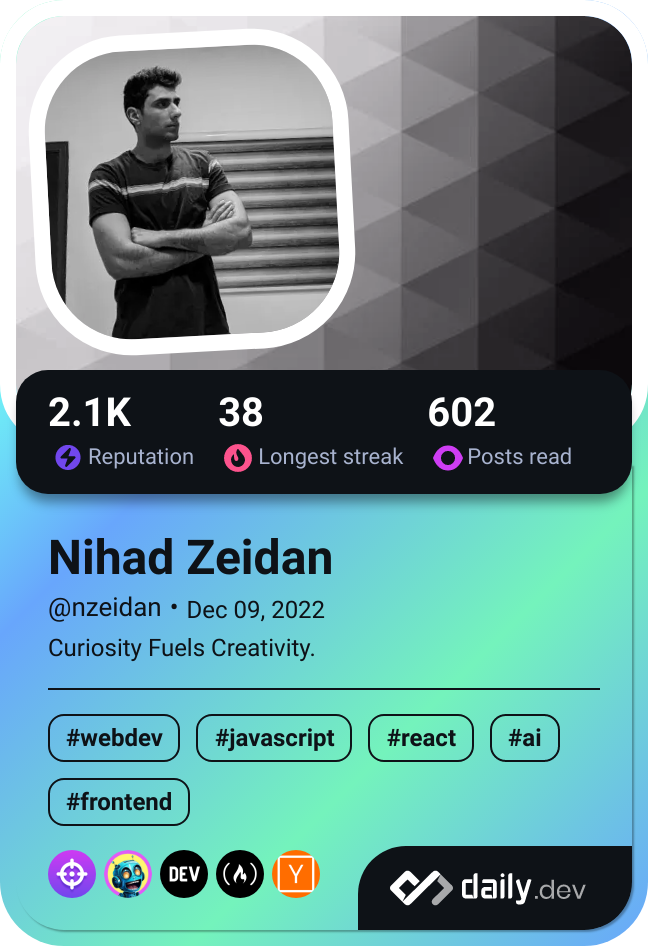 2.1K 38 602
Reputation Longest streak Posts read
Nihad Zeidan
@nzeidan • Dec 09, 2022
Curiosity Fuels Creativity.
#webdev #javascript #react #ai
#frontend
DEV Y daily.dev